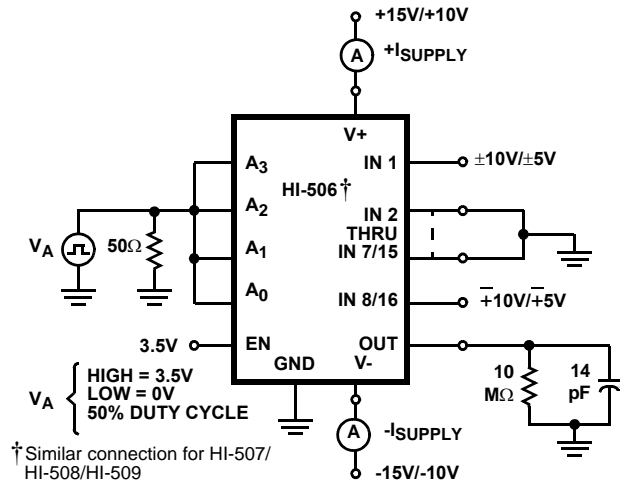 +15V/+10V
A
+ISUPPLY
V+
A3
IN 1
±10V/±5V
HI-506†
A2
IN 2
THRU
VA
50Ω
A1
IN 7/15
A0
IN 8/16
∓10V/∓5V
3.5V
EN
OUT
GND
V-
10
MΩ
14
pF
VA
HIGH = 3.5V
LOW = 0V
50% DUTY CYCLE
A
-ISUPPLY
†Similar connection for HI-507/
HI-508/HI-509
-15V/-10V